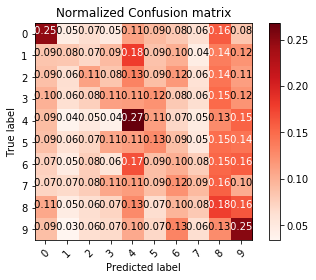 Normalized Confusion matrix
0 0.25 0.05 0.07 0.05 0.11 0.09 0.08 0.06 0.16 0.08
1 0.09 0.08 0.07 0.09 0.18 0.09 0.10 0.04 0.14 0.12
2 0.09 0.06 0.11 0.08 0.13 0.09 0.12 0.06 0.14 0.11
3 0.10 0.06 0.08 0.11 0.11 0.12 0.08 0.06 0.15 0.12
4 0.09 0.04 0.05 0.04 0.27 0.11 0.07 0.05 0.13 0.15
5 0.09 0.06 0.07 0.11 0.11 0.13 0.09 0.05 0.14 0.14
6 0.07 0.05 0.08 0.06 0.17 0.09 0.10 0.08 0.15 0.16
7 0.07 0.07 0.08 0.11 0.11 0.09 0.12 0.09 0.16 0.10
8 0.11 0.05 0.06 0.07 0.13 0.07 0.10 0.08 0.18 0.16
9 0.09 0.03 0.06 0.07 0.10 0.07 0.13 0.06 0.13 0.25
0 1 2 3 4 5 6 7 8 9
True label
Predicted label
0.25
0.20
0.15
0.10
0.05